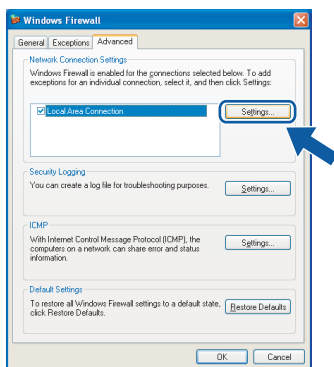 Windows Firewall
General Exceptions Advanced
Network Connection Settings
Windows Firewall is enabled for the connections selected below. To add
exceptions for an individual connection, select it, and then click Settings:
Local Area Connection
Settings...
Security Logging
You can create a log file for troubleshooting purposes.
Settings...
ICMP
With Internet Control Message Protocol (ICMP), the
computers on a network can share error and status
information.
Settings...
Default Settings
To restore all Windows Firewall settings to a default state,
click Restore Defaults.
Restore Defaults
OK Cancel